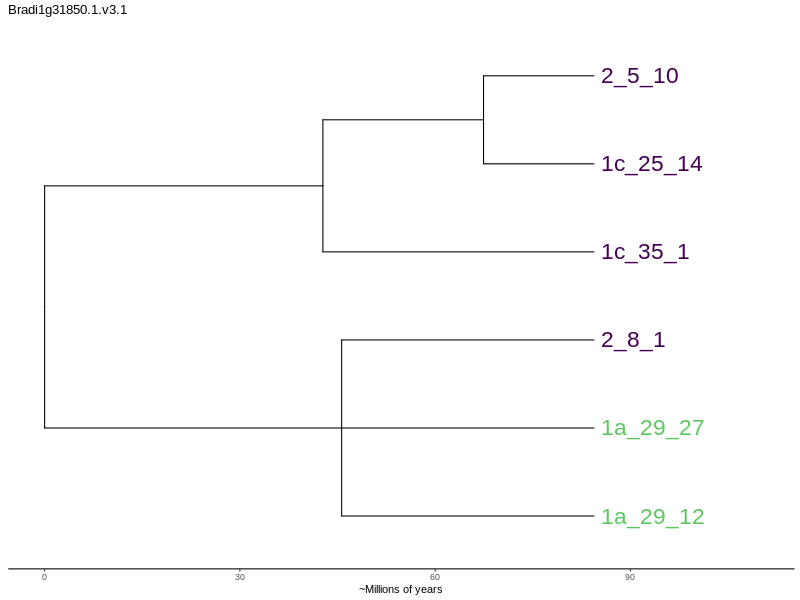 Bradi1g31850.1.v3.1
2_5_10
1c_25_14
1c_35_1
2_8_1
1a_29_27
1a_29_12
0 30 60 90
~Millions of years